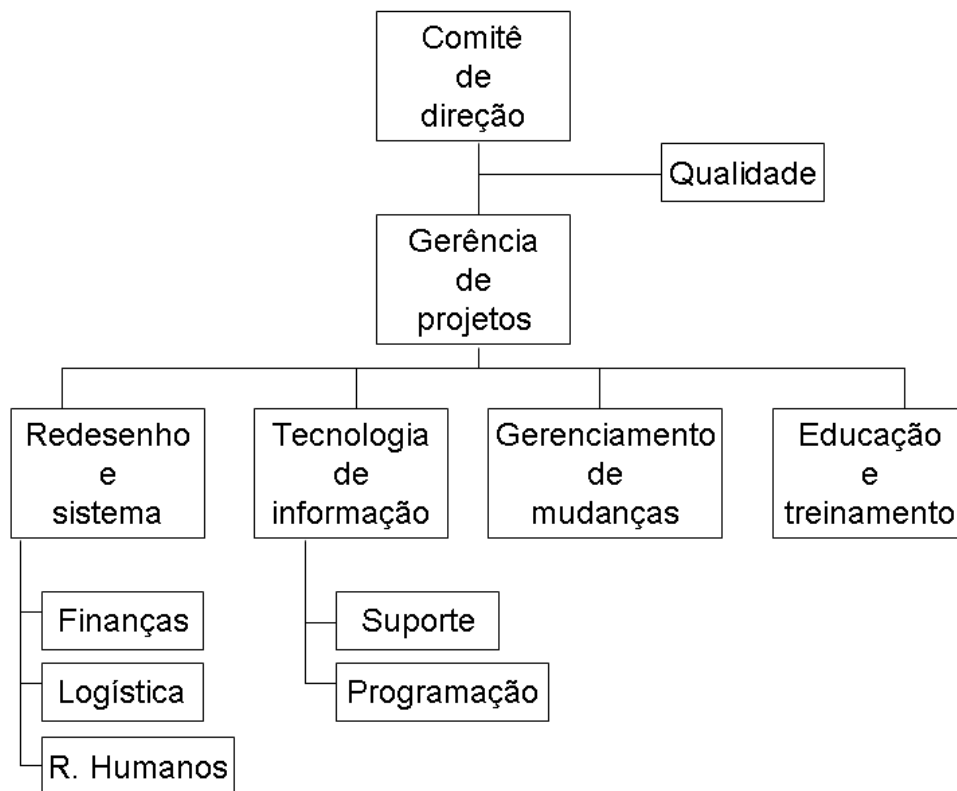 Comitê
de
direção
Qualidade
Gerência
de
projetos
Redesenho
e
sistema
Tecnologia
de
informação
Gerenciamento
de
mudanças
Educação
e
treinamento
Finanças
Logística
R. Humanos
Suporte
Programação